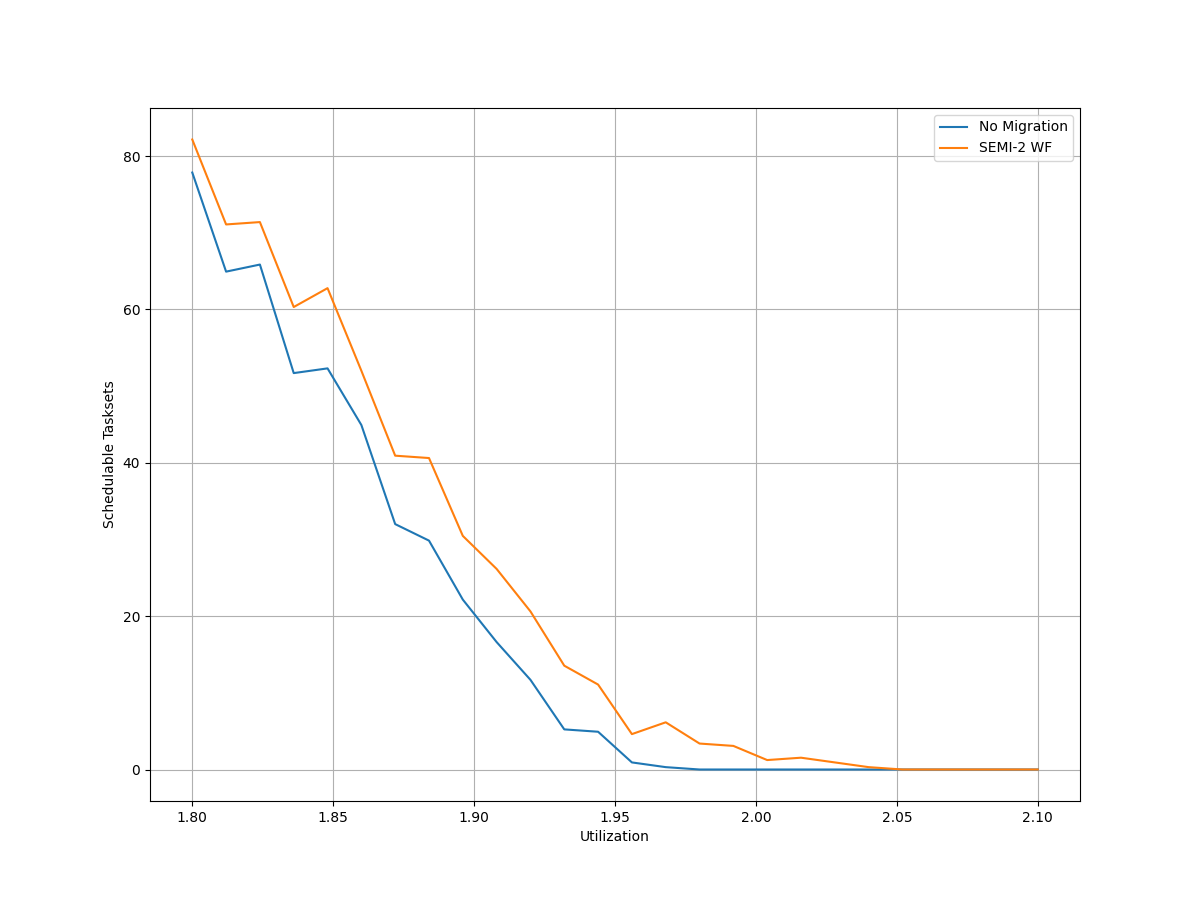 No Migration
SEMI-2 WF
80
60
40
20
0
Schedulable Tasksets
1.80 1.85 1.90 1.95 2.00 2.05 2.10
Utilization